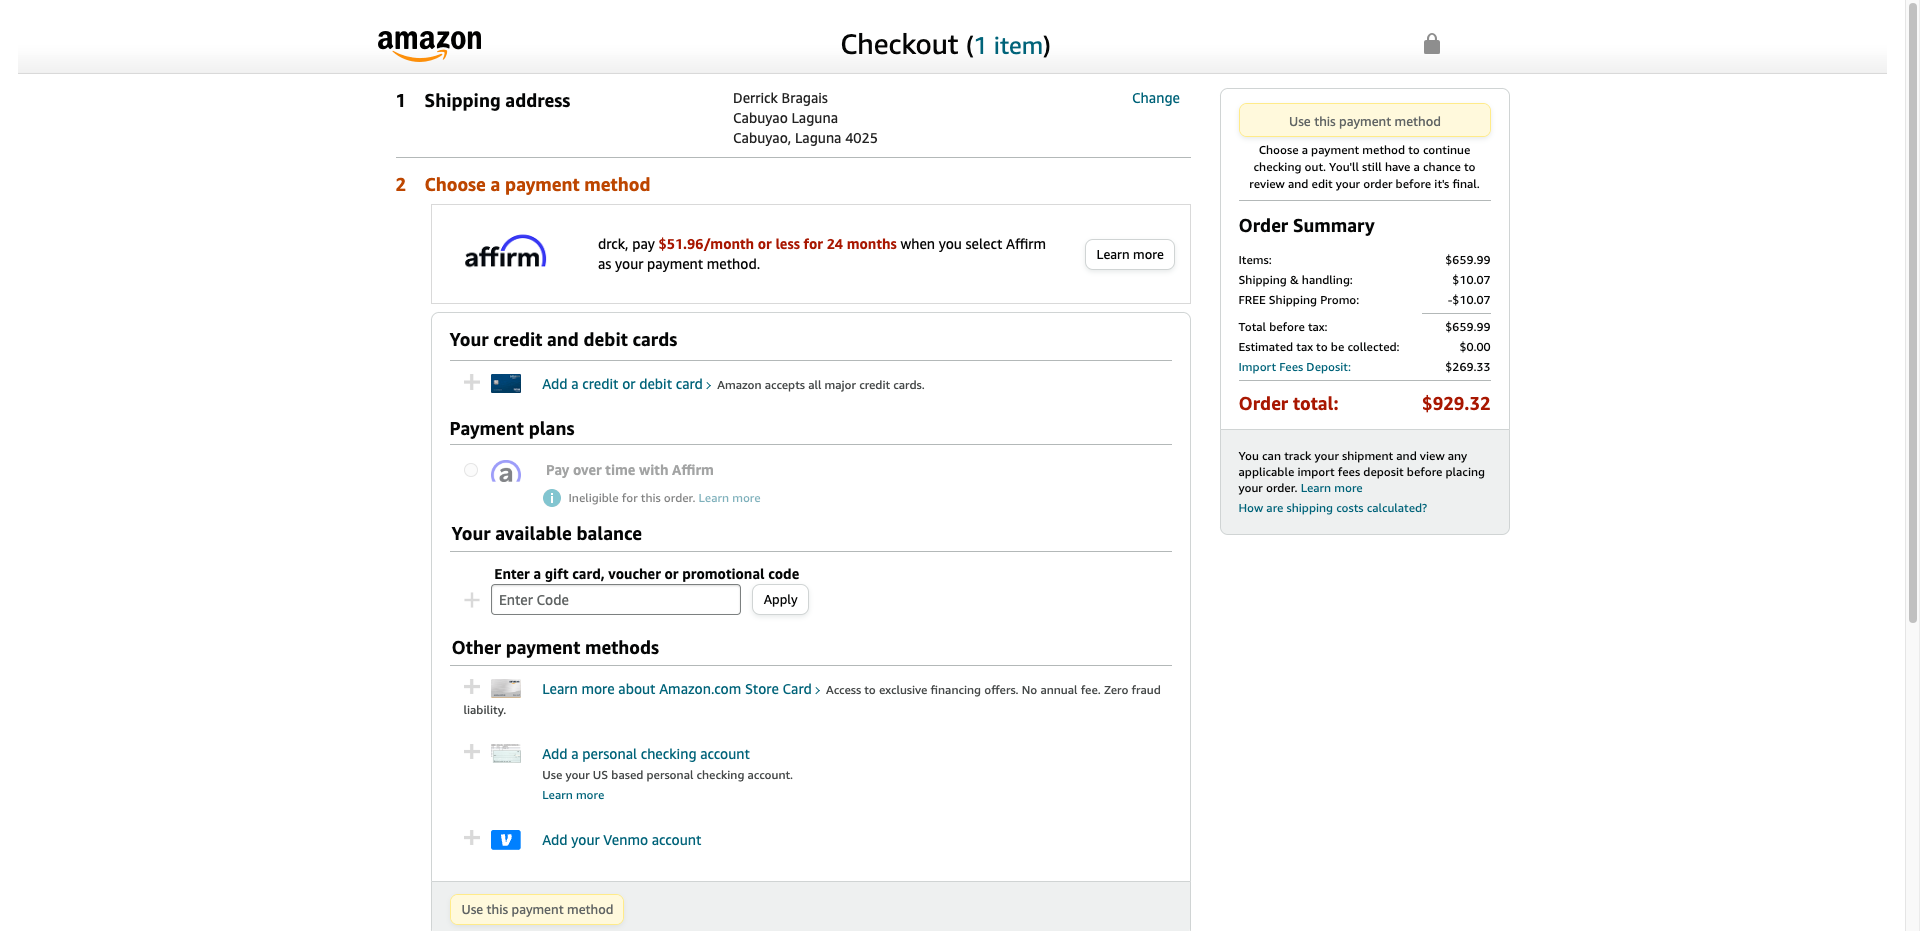 amazon
Checkout (1 item)
1 Shipping address
Derrick Bragais
Cabuyao Laguna
Cabuyao, Laguna 4025
Change
2 Choose a payment method
affirm
drck, pay $51.96/month or less for 24 months when you select Affirm
as your payment method.
Learn more
Your credit and debit cards
Add a credit or debit card › Amazon accepts all major credit cards.
Payment plans
a
Pay over time with Affirm
i Ineligible for this order. Learn more
Your available balance
Enter a gift card, voucher or promotional code
Enter Code
Apply
Other payment methods
Learn more about Amazon.com Store Card › Access to exclusive financing offers. No annual fee. Zero fraud
liability.
Add a personal checking account
Use your US based personal checking account.
Learn more
Add your Venmo account
Use this payment method
Use this payment method
Choose a payment method to continue
checking out. You'll still have a chance to
review and edit your order before it's final.
Order Summary
Items: $659.99
Shipping & handling: $10.07
FREE Shipping Promo: -$10.07
Total before tax: $659.99
Estimated tax to be collected: $0.00
Import Fees Deposit: $269.33
Order total: $929.32
You can track your shipment and view any
applicable import fees deposit before placing
your order. Learn more
How are shipping costs calculated?